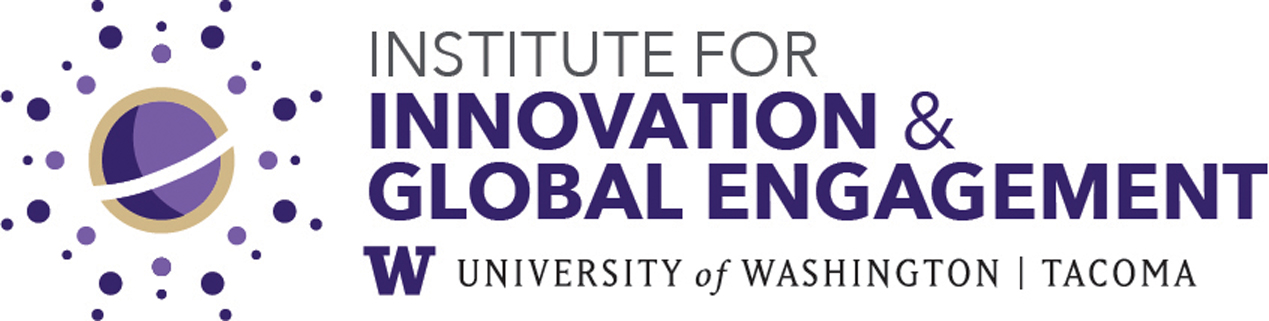 INSTITUTE FOR
INNOVATION &
GLOBAL ENGAGEMENT
W UNIVERSITY of WASHINGTON | TACOMA